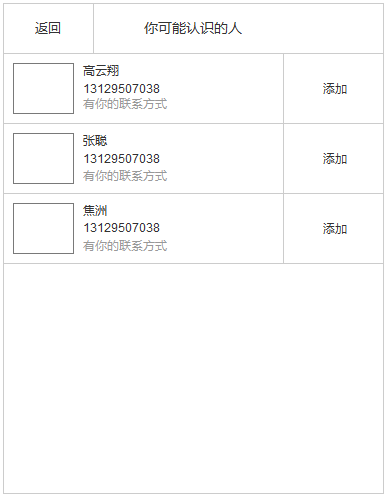 返回
你可能认识的人
高云翔
13129507038
有你的联系方式
添加
张聪
13129507038
有你的联系方式
添加
焦洲
13129507038
有你的联系方式
添加